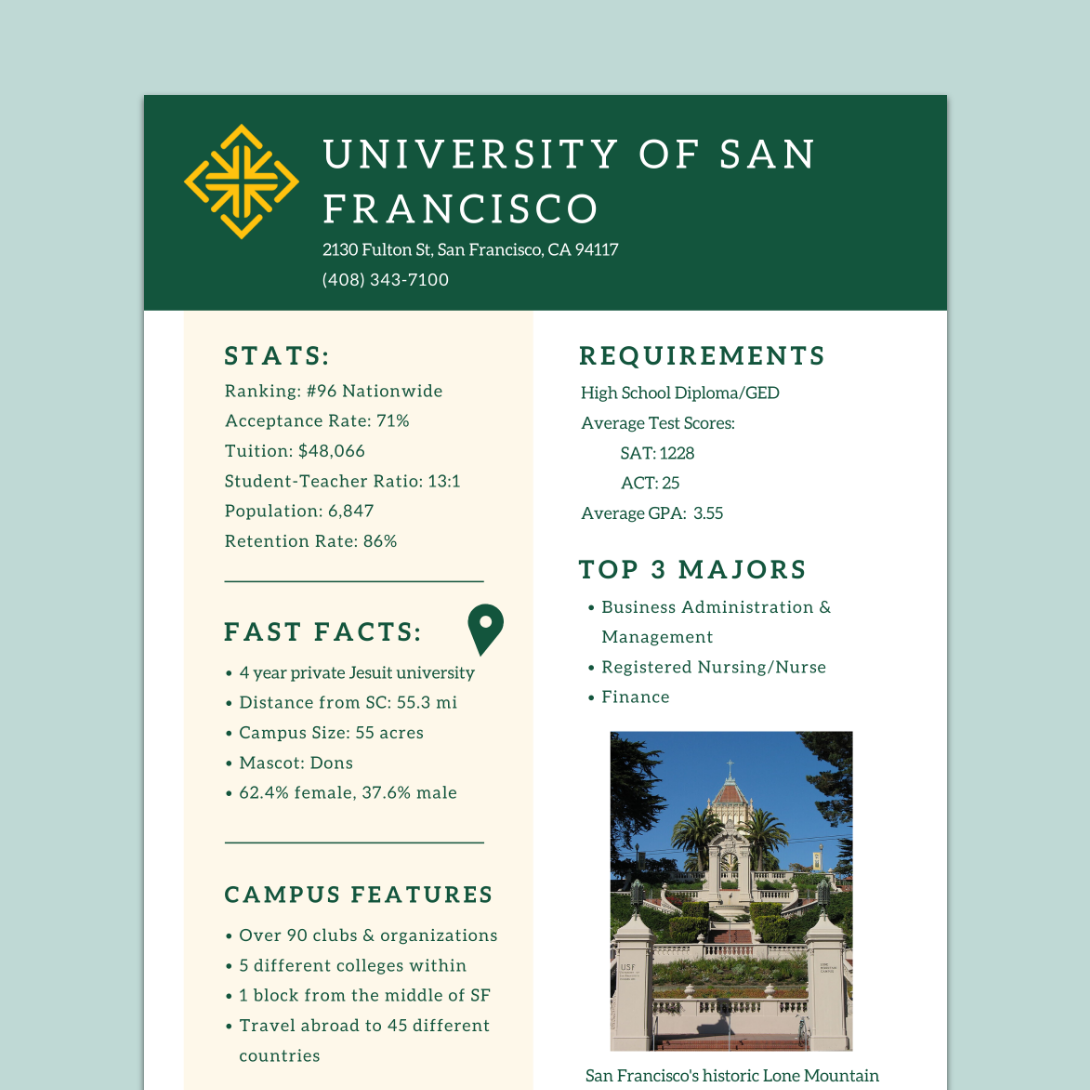 UNIVERSITY OF SAN
FRANCISCO
2130 Fulton St, San Francisco, CA 94117
(408) 343-7100
STATS:
Ranking: #96 Nationwide
Acceptance Rate: 71%
Tuition: $48,066
Student-Teacher Ratio: 13:1
Population: 6,847
Retention Rate: 86%
FAST FACTS:
• 4 year private Jesuit university
• Distance from SC: 55.3 mi
• Campus Size: 55 acres
• Mascot: Dons
• 62.4% female, 37.6% male
CAMPUS FEATURES
• Over 90 clubs & organizations
• 5 different colleges within
• 1 block from the middle of SF
• Travel abroad to 45 different
countries
REQUIREMENTS
High School Diploma/GED
Average Test Scores:
SAT: 1228
ACT: 25
Average GPA: 3.55
TOP 3 MAJORS
• Business Administration &
Management
• Registered Nursing/Nurse
• Finance
USF
San Francisco's historic Lone Mountain